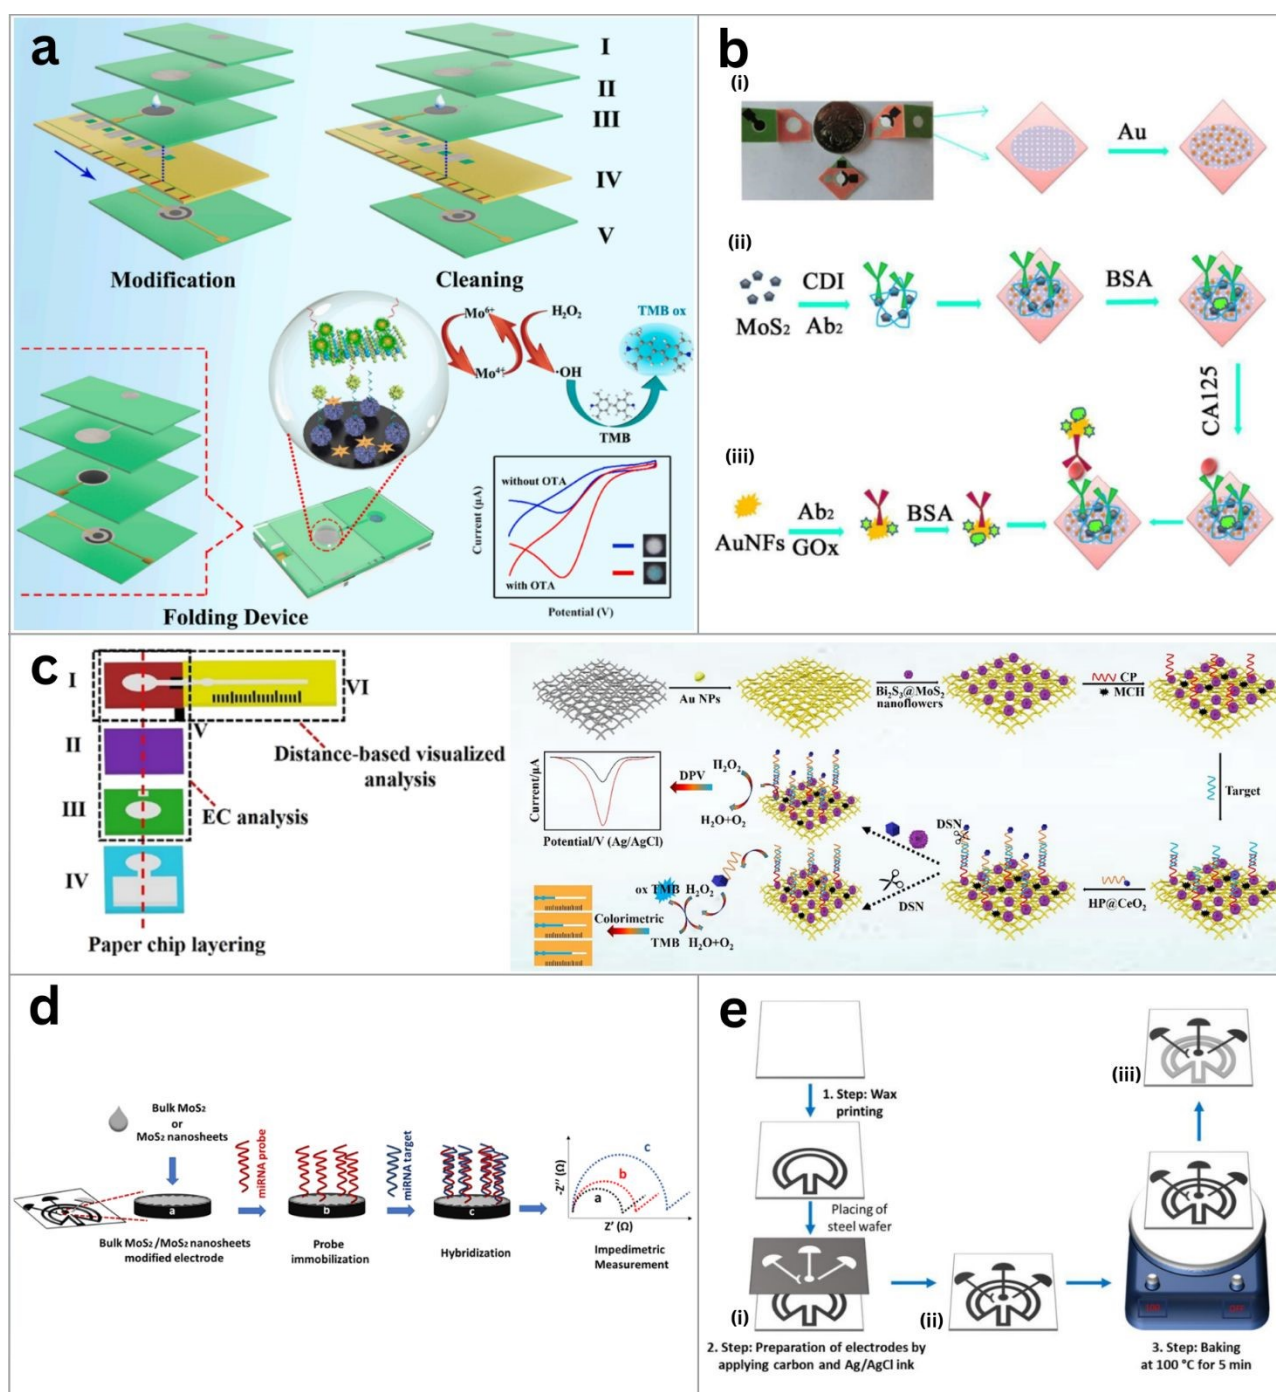 a
I
II
III
IV
V
Modification
Cleaning
Mo⁶⁺
H₂O₂
TMB ox
Mo⁴⁺
·OH
TMB
without OTA
with OTA
Current (μA)
Potential (V)
Folding Device
b
(i)
Au
(ii)
MoS₂
CDI
Ab₂
BSA
CA125
(iii)
AuNFs
Ab₂
GOx
BSA
c
I
VI
V
II
Distance-based visualized
analysis
III
EC analysis
IV
Paper chip layering
Au NPs
Bi₂S₃@MoS₂
nanoflowers
CP
MCH
Target
HP@CeO₂
DSN
DSN
H₂O₂
H₂O+O₂
DPV
Current/μA
Potential/V (Ag/AgCl)
ox TMB
H₂O₂
TMB
H₂O+O₂
Colorimetric
d
Bulk MoS₂
or
MoS₂ nanosheets
miRNA probe
miRNA target
a
b
c
Bulk MoS₂/MoS₂ nanosheets
modified electrode
Probe
immobilization
Hybridization
-Z'' (Ω)
c
b
a
Z' (Ω)
Impedimetric
Measurement
e
1. Step: Wax
printing
Placing of
steel wafer
(i)
2. Step: Preparation of electrodes by
applying carbon and Ag/AgCl ink
(ii)
(iii)
3. Step: Baking
at 100 °C for 5 min